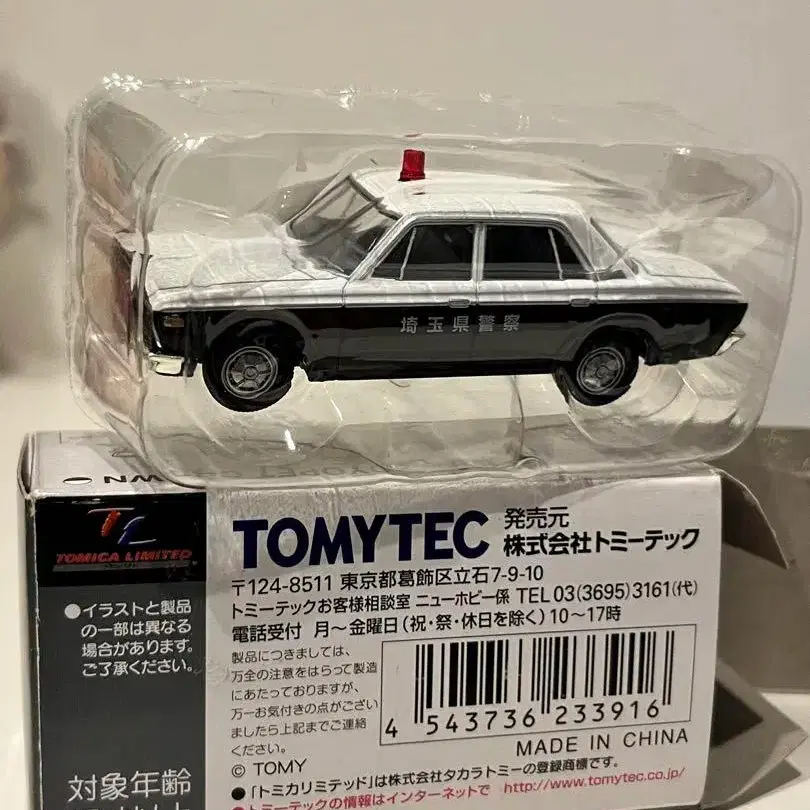 埼玉県警察
TL
TOMICA LIMITED
●イラストと製品
の一部は異なる
場合があります。
ご了承ください。
対象年齢
TOMYTEC
発売元
株式会社トミーテック
〒124-8511 東京都葛飾区立石7-9-10
トミーテックお客様相談室 ニューホビー係 TEL 03(3695)3161(代)
電話受付 月〜金曜日(祝・祭・休日を除く)10〜17時
製品につきましては、
万全の注意をはらって製造
にあたっておりますが、
万一お気付きの点がござい
ましたら上記までご連絡
ください。
4 543736 233916
MADE IN CHINA
© TOMY
●「トミカリミテッド」は株式会社タカラトミーの登録商標です。
●トミーテックの情報はインターネットで http://www.tomytec.co.jp/